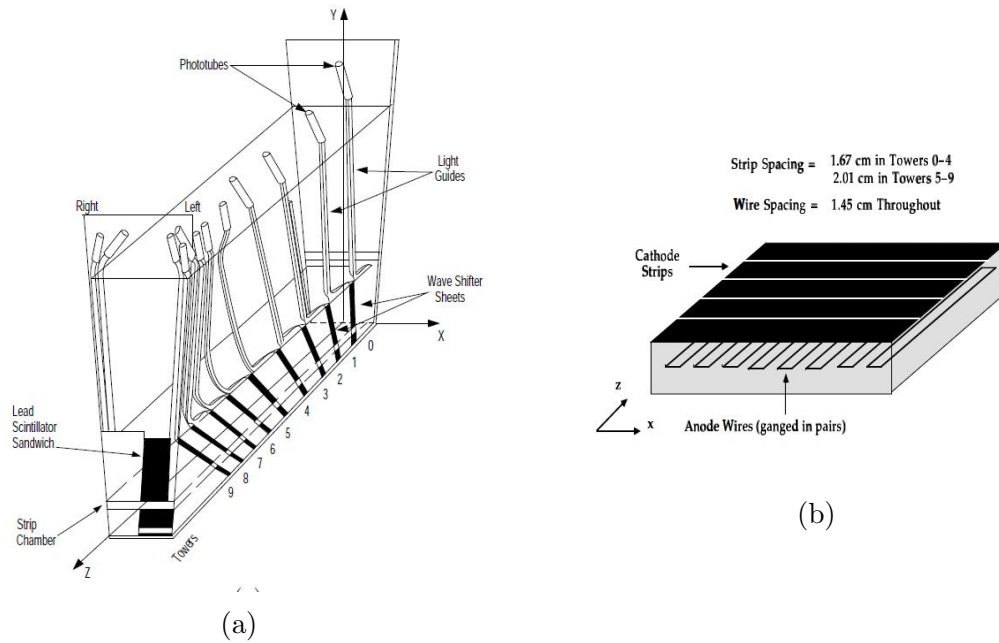 Y
Phototubes
Light
Guides
Right
Left
Wave Shifter
Sheets
X
0
1
2
3
4
5
6
7
8
9
Lead
Scintillator
Sandwich
Strip
Chamber
Z
Towers
(a)
Strip Spacing = 1.67 cm in Towers 0–4
2.01 cm in Towers 5–9
Wire Spacing = 1.45 cm Throughout
Cathode
Strips
z
x
Anode Wires (ganged in pairs)
(b)